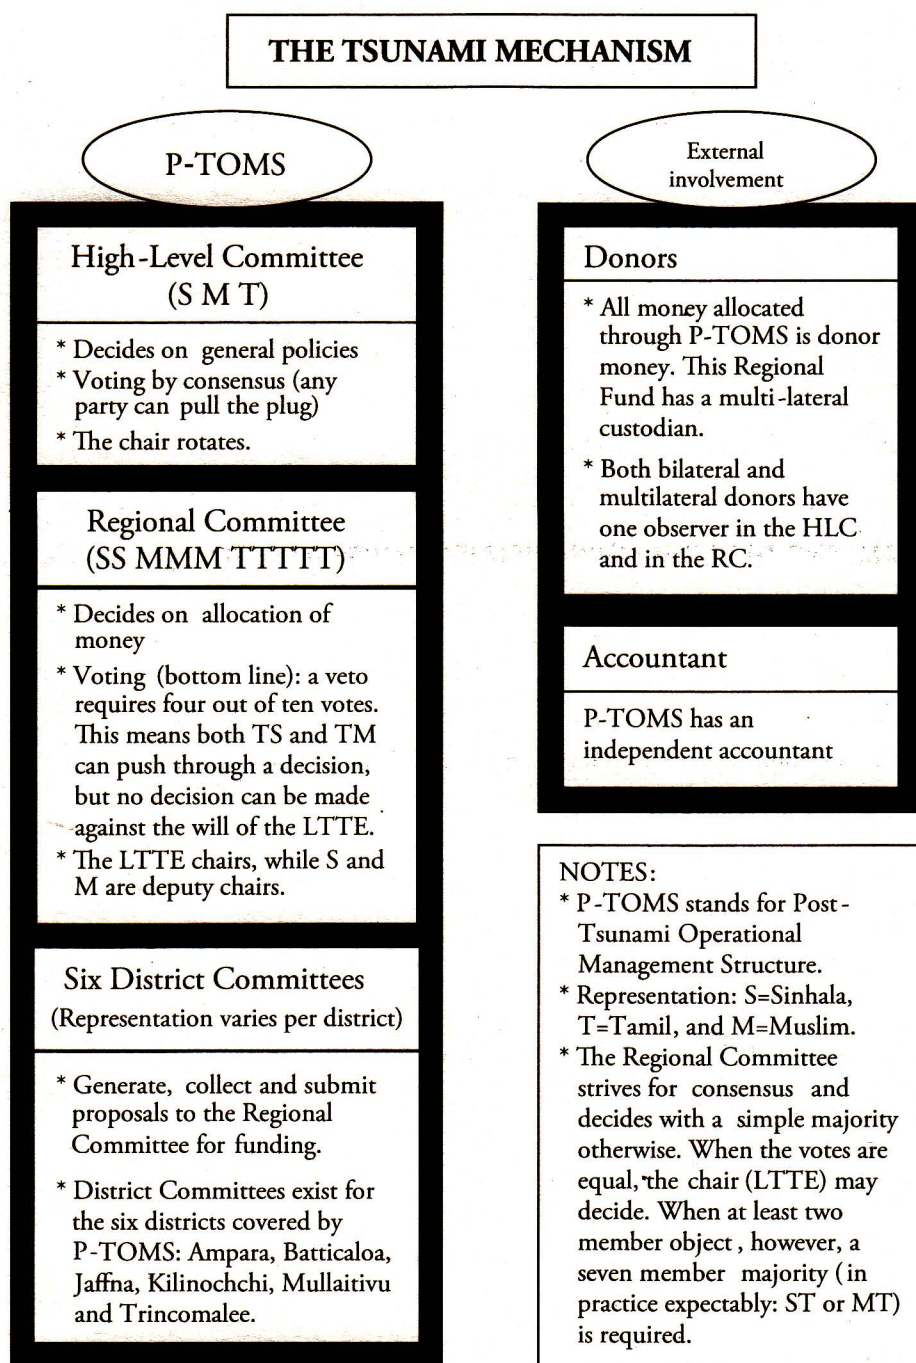 THE TSUNAMI MECHANISM
P-TOMS
High-Level Committee
(S M T)
* Decides on general policies
* Voting by consensus (any
party can pull the plug)
* The chair rotates.
Regional Committee
(SS MMM TTTTT)
* Decides on allocation of
money
* Voting (bottom line): a veto
requires four out of ten votes.
This means both TS and TM
can push through a decision,
but no decision can be made
against the will of the LTTE.
* The LTTE chairs, while S and
M are deputy chairs.
Six District Committees
(Representation varies per district)
* Generate, collect and submit
proposals to the Regional
Committee for funding.
* District Committees exist for
the six districts covered by
P-TOMS: Ampara, Batticaloa,
Jaffna, Kilinochchi, Mullaitivu
and Trincomalee.
External
involvement
Donors
* All money allocated
through P-TOMS is donor
money. This Regional
Fund has a multi-lateral
custodian.
* Both bilateral and
multilateral donors have
one observer in the HLC
and in the RC.
Accountant
P-TOMS has an
independent accountant
NOTES:
* P-TOMS stands for Post-
Tsunami Operational
Management Structure.
* Representation: S=Sinhala,
T=Tamil, and M=Muslim.
* The Regional Committee
strives for consensus and
decides with a simple majority
otherwise. When the votes are
equal, the chair (LTTE) may
decide. When at least two
member object, however, a
seven member majority (in
practice expectably: ST or MT)
is required.